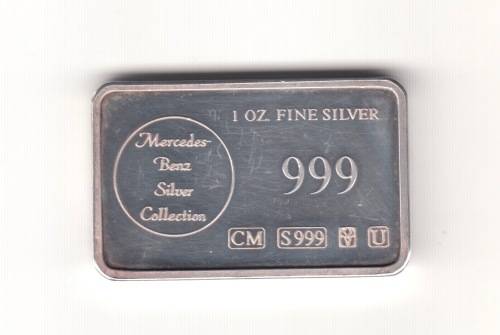 1 OZ. FINE SILVER
Mercedes-
Benz
Silver
Collection
999
CM S999 U